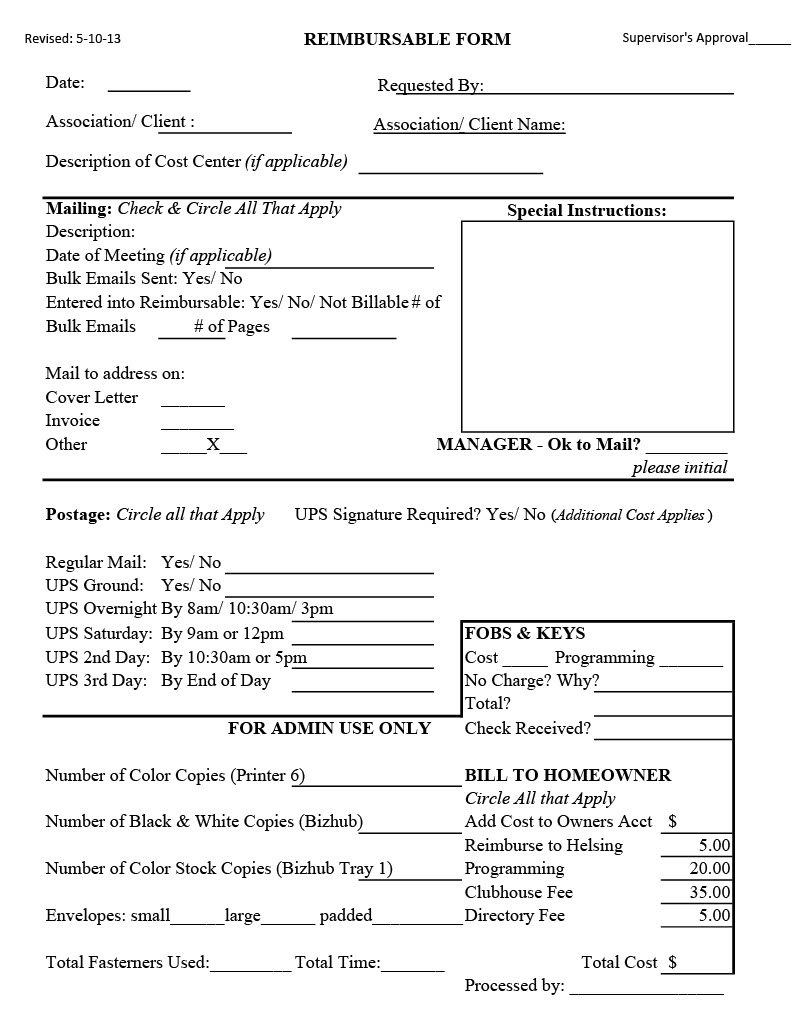 Revised: 5-10-13
REIMBURSABLE FORM
Supervisor's Approval______
Date:
Requested By:
Association/ Client :
Association/ Client Name:
Description of Cost Center (if applicable)
Mailing: Check & Circle All That Apply
Special Instructions:
Description:
Date of Meeting (if applicable)
Bulk Emails Sent: Yes/ No
Entered into Reimbursable: Yes/ No/ Not Billable # of
Bulk Emails # of Pages
Mail to address on:
Cover Letter _______
Invoice ________
Other _____X___
MANAGER - Ok to Mail? _________
please initial
Postage: Circle all that Apply UPS Signature Required? Yes/ No (Additional Cost Applies )
Regular Mail: Yes/ No
UPS Ground: Yes/ No
UPS Overnight By 8am/ 10:30am/ 3pm
UPS Saturday: By 9am or 12pm
UPS 2nd Day: By 10:30am or 5pm
UPS 3rd Day: By End of Day
FOBS & KEYS
Cost _____ Programming _______
No Charge? Why?
Total?
Check Received?
FOR ADMIN USE ONLY
Number of Color Copies (Printer 6)
Number of Black & White Copies (Bizhub)
Number of Color Stock Copies (Bizhub Tray 1)
Envelopes: small______large______ padded__________
Total Fasterners Used:_________ Total Time:_______
BILL TO HOMEOWNER
Circle All that Apply
Add Cost to Owners Acct $
Reimburse to Helsing 5.00
Programming 20.00
Clubhouse Fee 35.00
Directory Fee 5.00
Total Cost $
Processed by: _________________